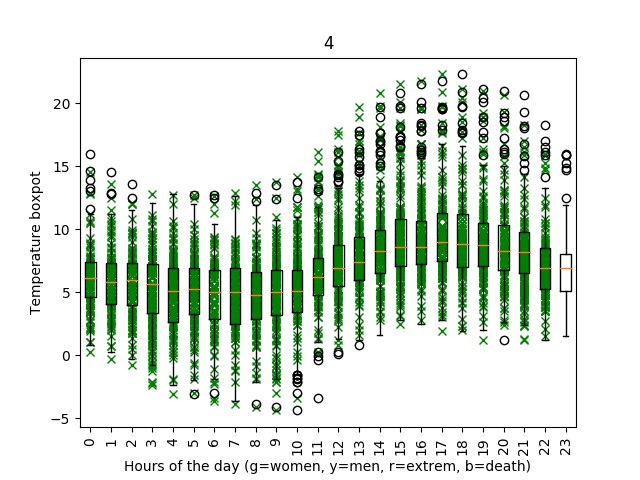 4
Temperature boxpot
20
15
10
5
0
−5
0 1 2 3 4 5 6 7 8 9 10 11 12 13 14 15 16 17 18 19 20 21 22 23
Hours of the day (g=women, y=men, r=extrem, b=death)